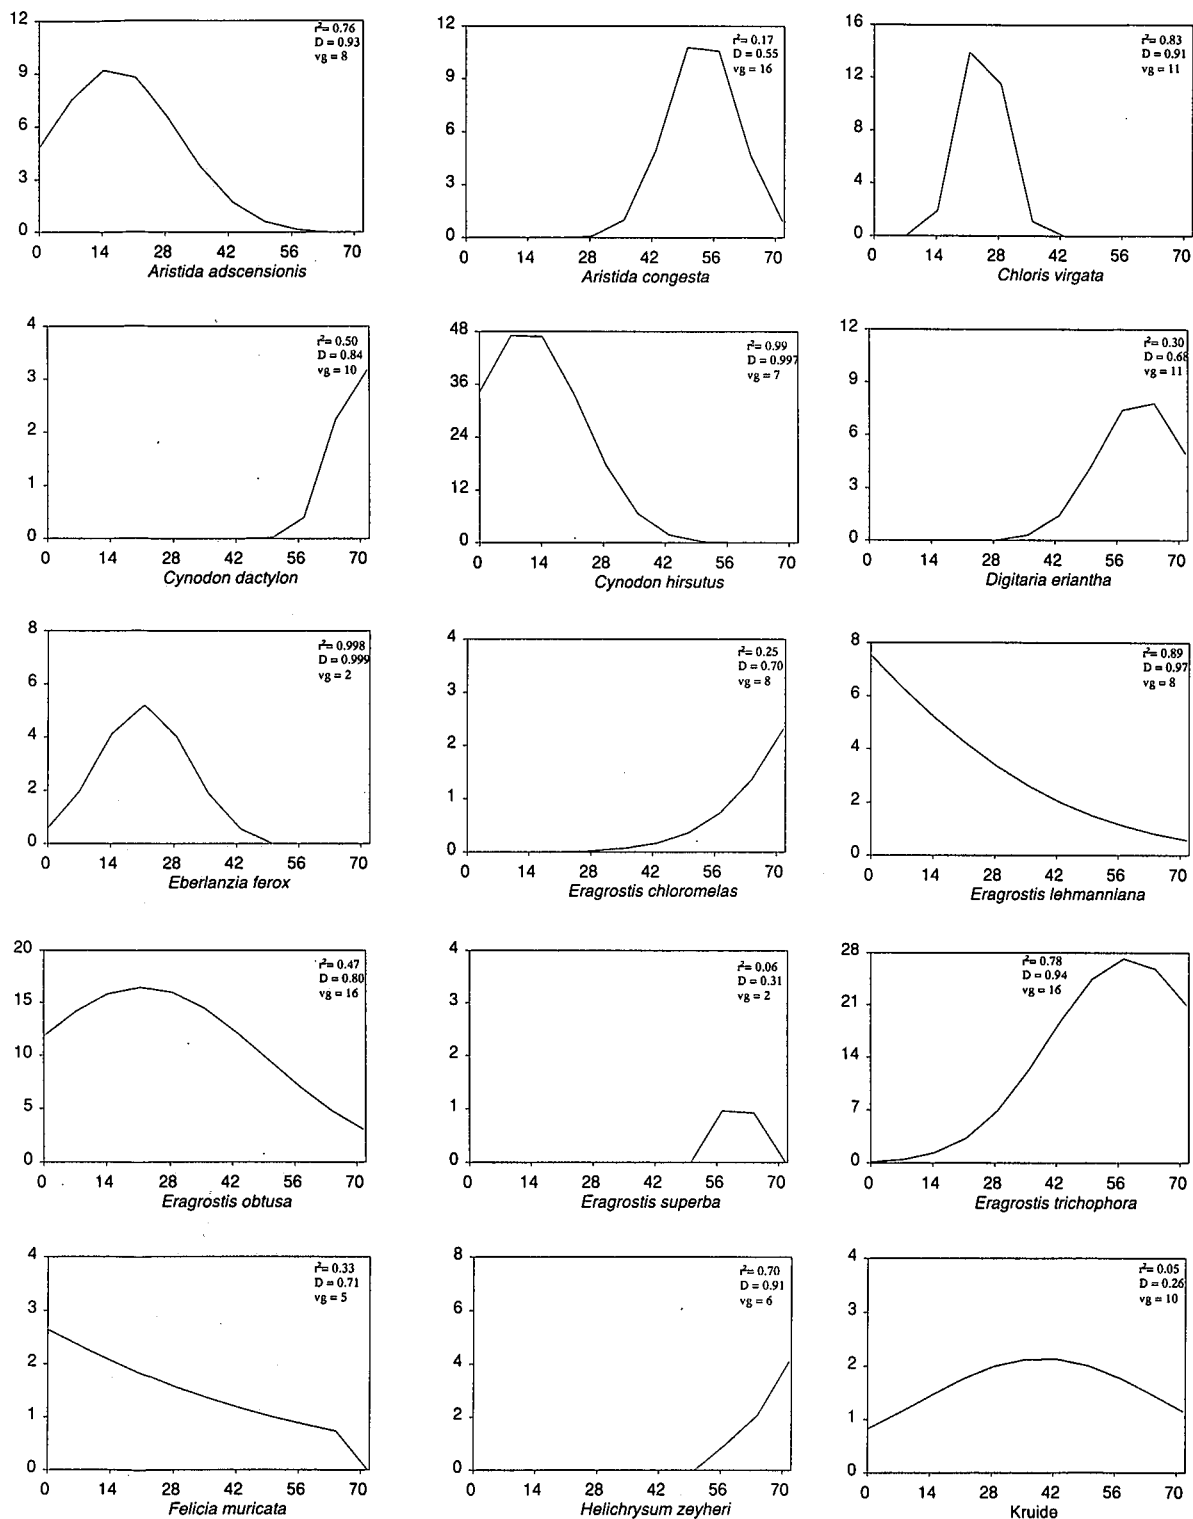 12
9
6
3
0
r²= 0.76
D = 0.93
vg = 8
0 14 28 42 56 70
Aristida adscensionis
12
9
6
3
0
r²= 0.17
D = 0.55
vg = 16
0 14 28 42 56 70
Aristida congesta
16
12
8
4
0
r²= 0.83
D = 0.91
vg = 11
0 14 28 42 56 70
Chloris virgata
4
3
2
1
0
r²= 0.50
D = 0.84
vg = 10
0 14 28 42 56 70
Cynodon dactylon
48
36
24
12
0
r²= 0.99
D = 0.997
vg = 7
0 14 28 42 56 70
Cynodon hirsutus
12
9
6
3
0
r²= 0.30
D = 0.68
vg = 11
0 14 28 42 56 70
Digitaria eriantha
8
6
4
2
0
r²= 0.998
D = 0.999
vg = 2
0 14 28 42 56 70
Eberlanzia ferox
4
3
2
1
0
r²= 0.25
D = 0.70
vg = 8
0 14 28 42 56 70
Eragrostis chloromelas
8
6
4
2
0
r²= 0.89
D = 0.97
vg = 8
0 14 28 42 56 70
Eragrostis lehmanniana
20
15
10
5
0
r²= 0.47
D = 0.80
vg = 16
0 14 28 42 56 70
Eragrostis obtusa
4
3
2
1
0
r²= 0.06
D = 0.31
vg = 2
0 14 28 42 56 70
Eragrostis superba
28
21
14
7
0
r²= 0.78
D = 0.94
vg = 16
0 14 28 42 56 70
Eragrostis trichophora
4
3
2
1
0
r²= 0.33
D = 0.71
vg = 5
0 14 28 42 56 70
Felicia muricata
8
6
4
2
0
r²= 0.70
D = 0.91
vg = 6
0 14 28 42 56 70
Helichrysum zeyheri
4
3
2
1
0
r²= 0.05
D = 0.26
vg = 10
0 14 28 42 56 70
Kruide